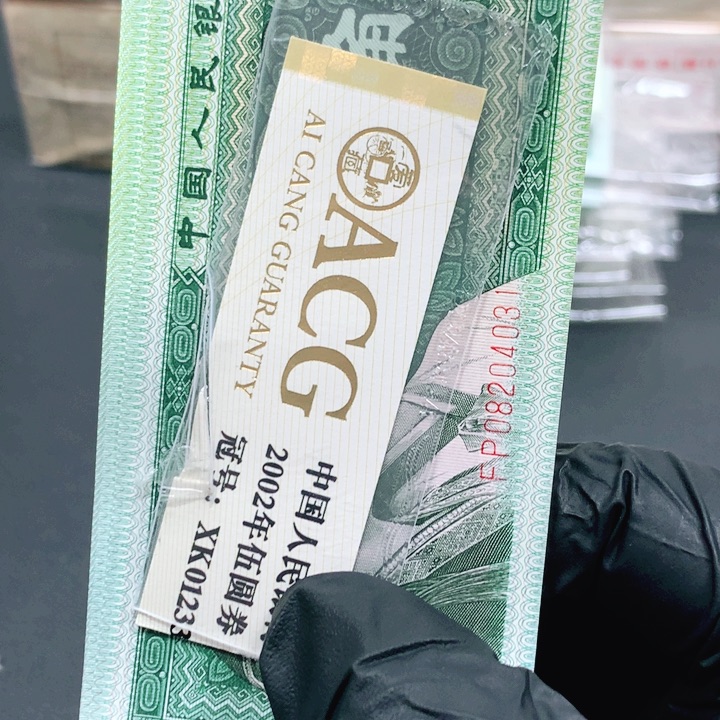 中国人民银
ACG
AI CANG GUARANTY
中国人民
2002年伍圆券
冠号：XK01233
FP08204031